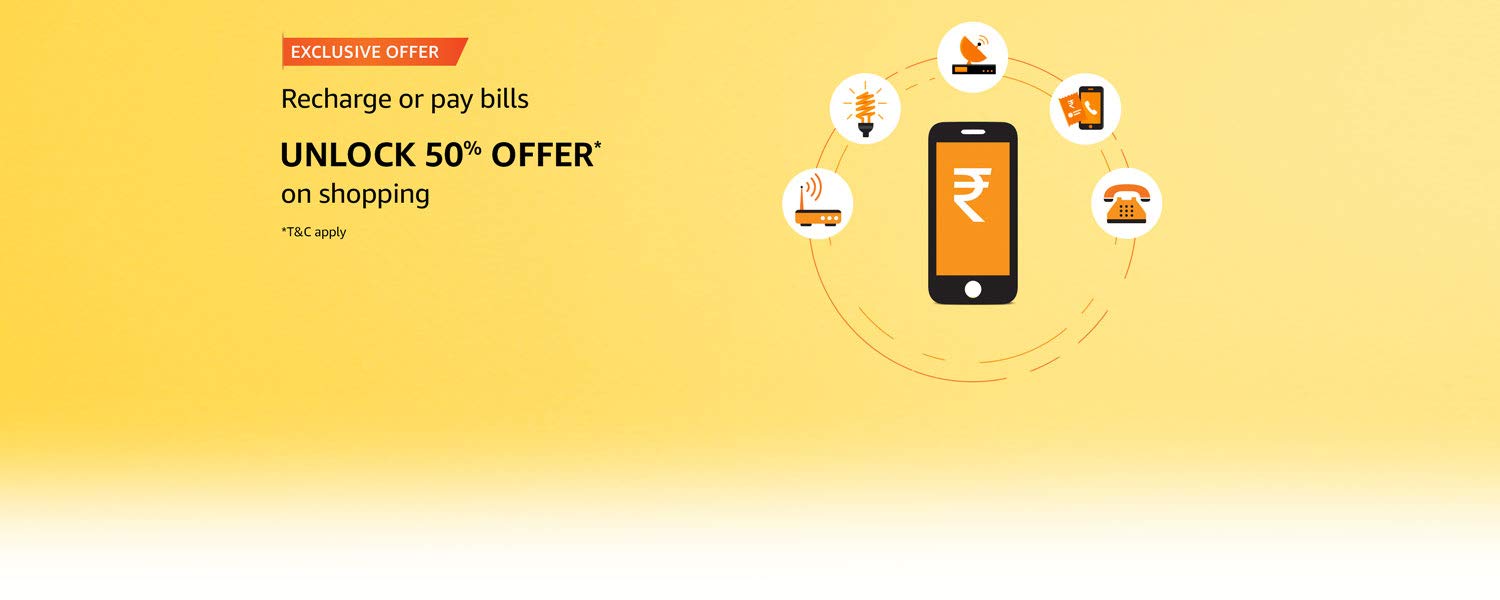 EXCLUSIVE OFFER
Recharge or pay bills
UNLOCK 50% OFFER*
on shopping
*T&C apply
₹
₹